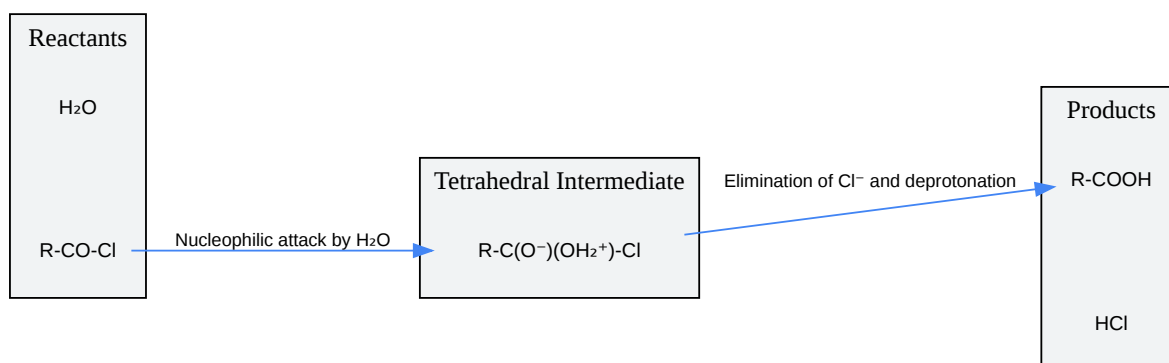 Reactants
H₂O
R-CO-Cl
Nucleophilic attack by H₂O
Tetrahedral Intermediate
R-C(O⁻)(OH₂⁺)-Cl
Elimination of Cl⁻ and deprotonation
Products
R-COOH
HCl